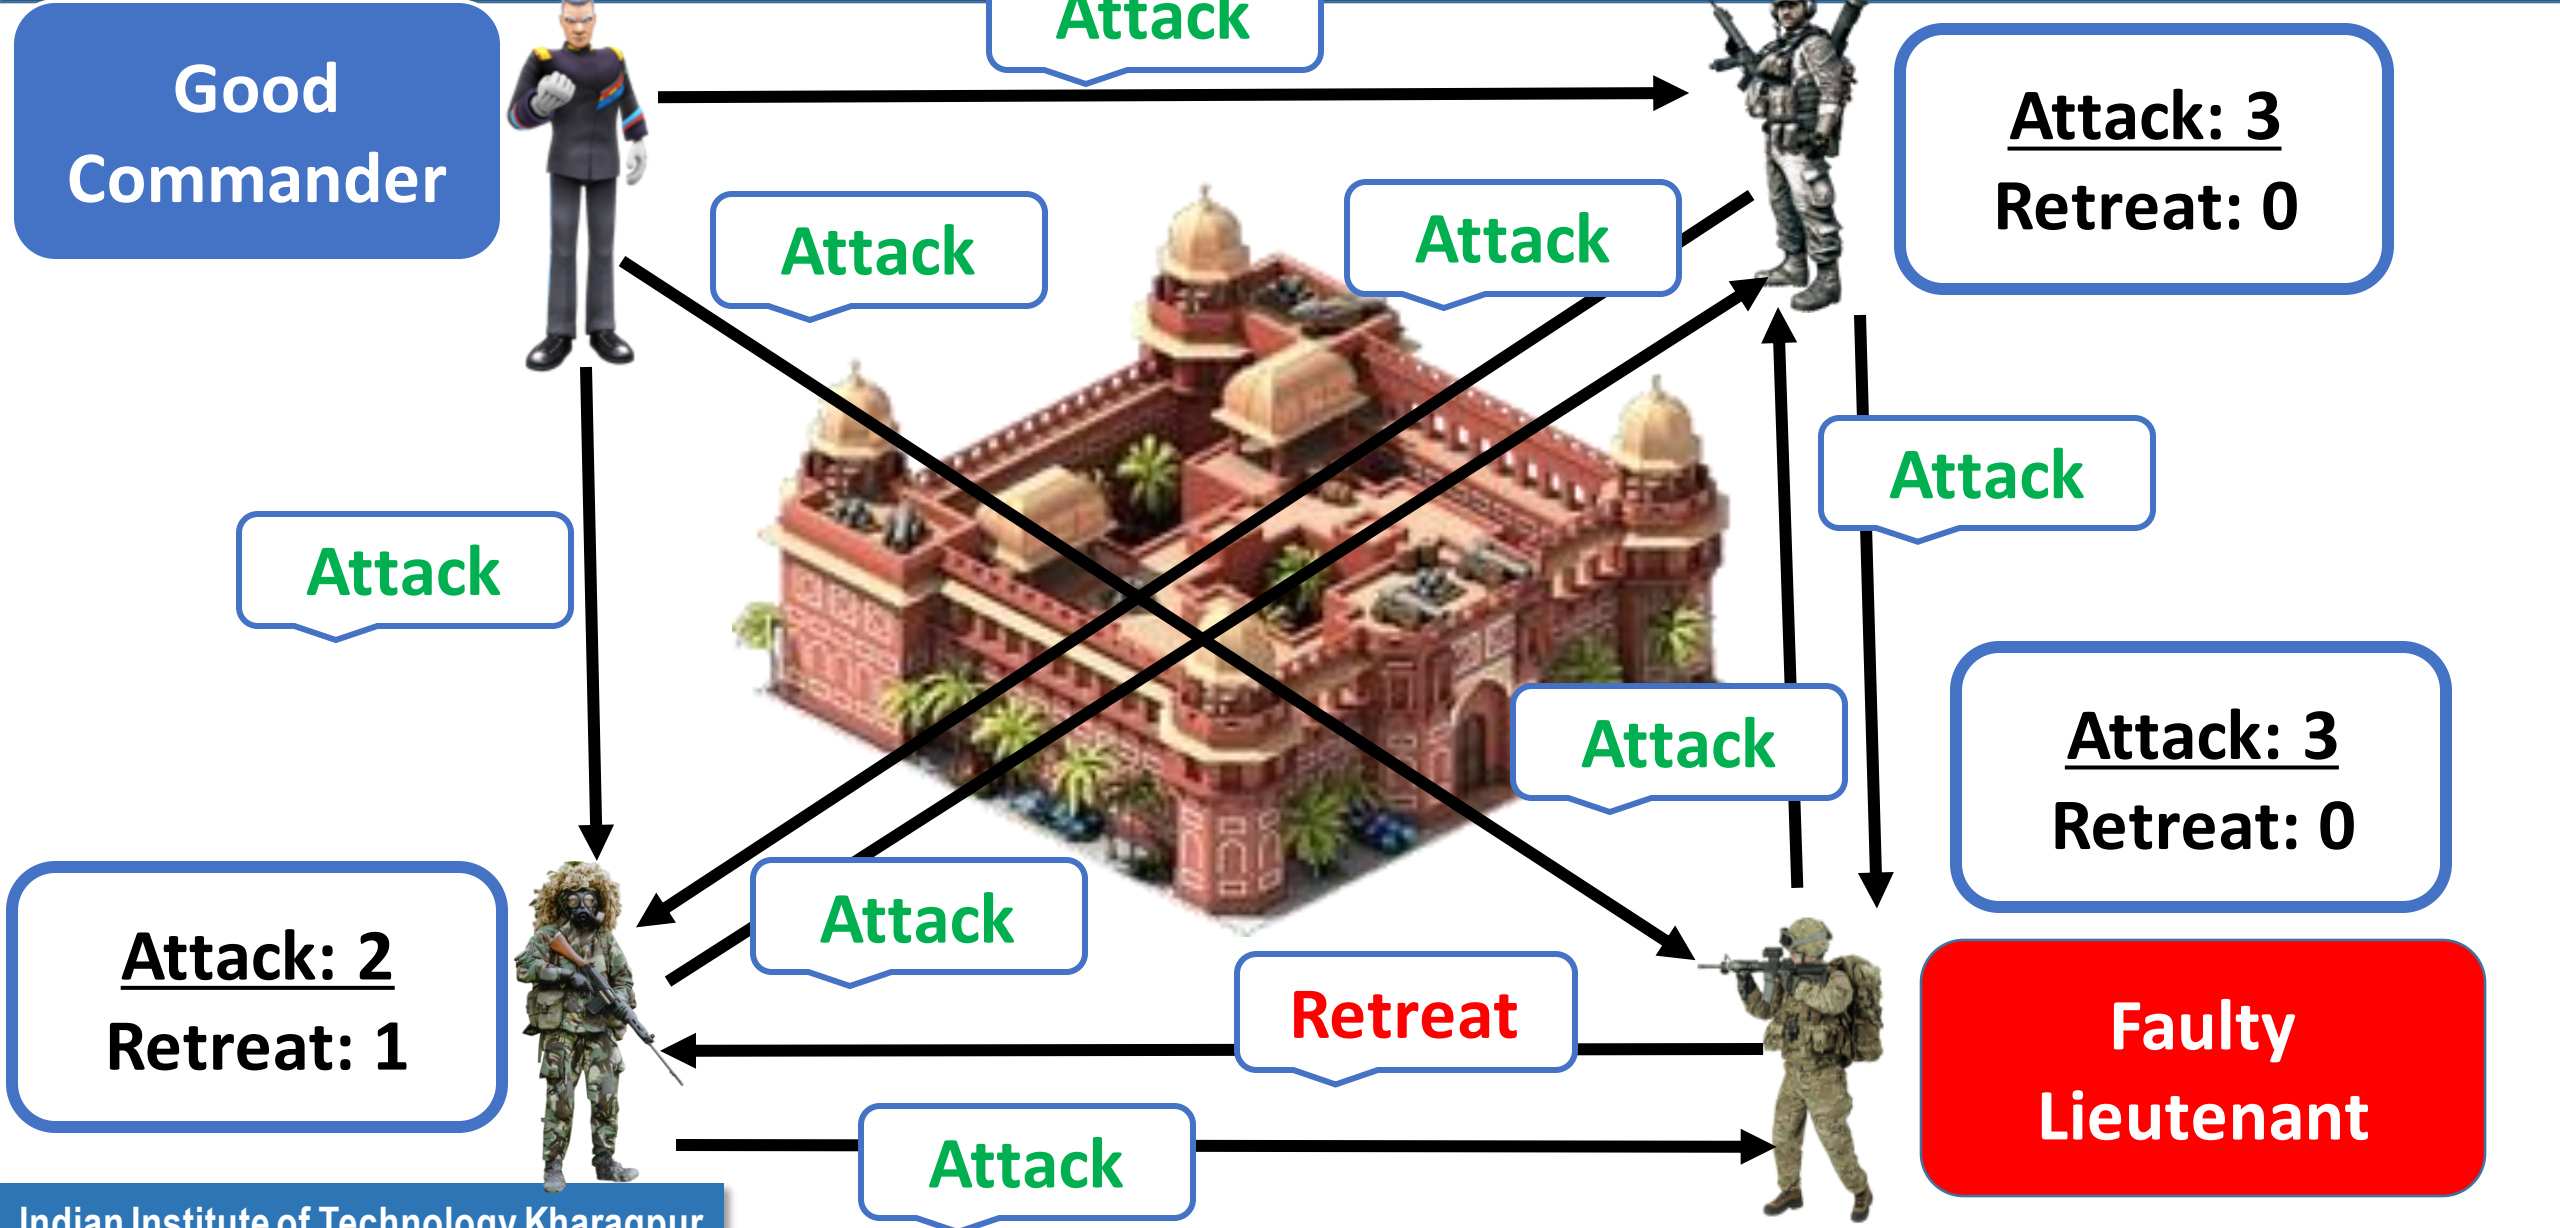 Attack
Good
Commander
Attack: 3
Retreat: 0
Attack
Attack
Attack
Attack
Attack: 3
Retreat: 0
Attack
Attack: 2
Retreat: 1
Attack
Retreat
Faulty
Lieutenant
Attack
Indian Institute of Technology Kharagpur